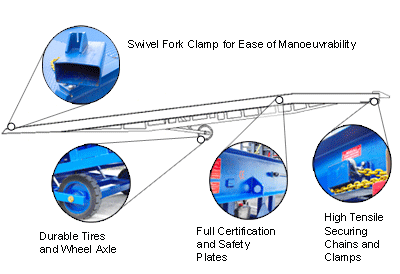 Swivel Fork Clamp for Ease of Manoeuvrability
Durable Tires
and Wheel Axle
Full Certification
and Safety
Plates
High Tensile
Securing
Chains and
Clamps